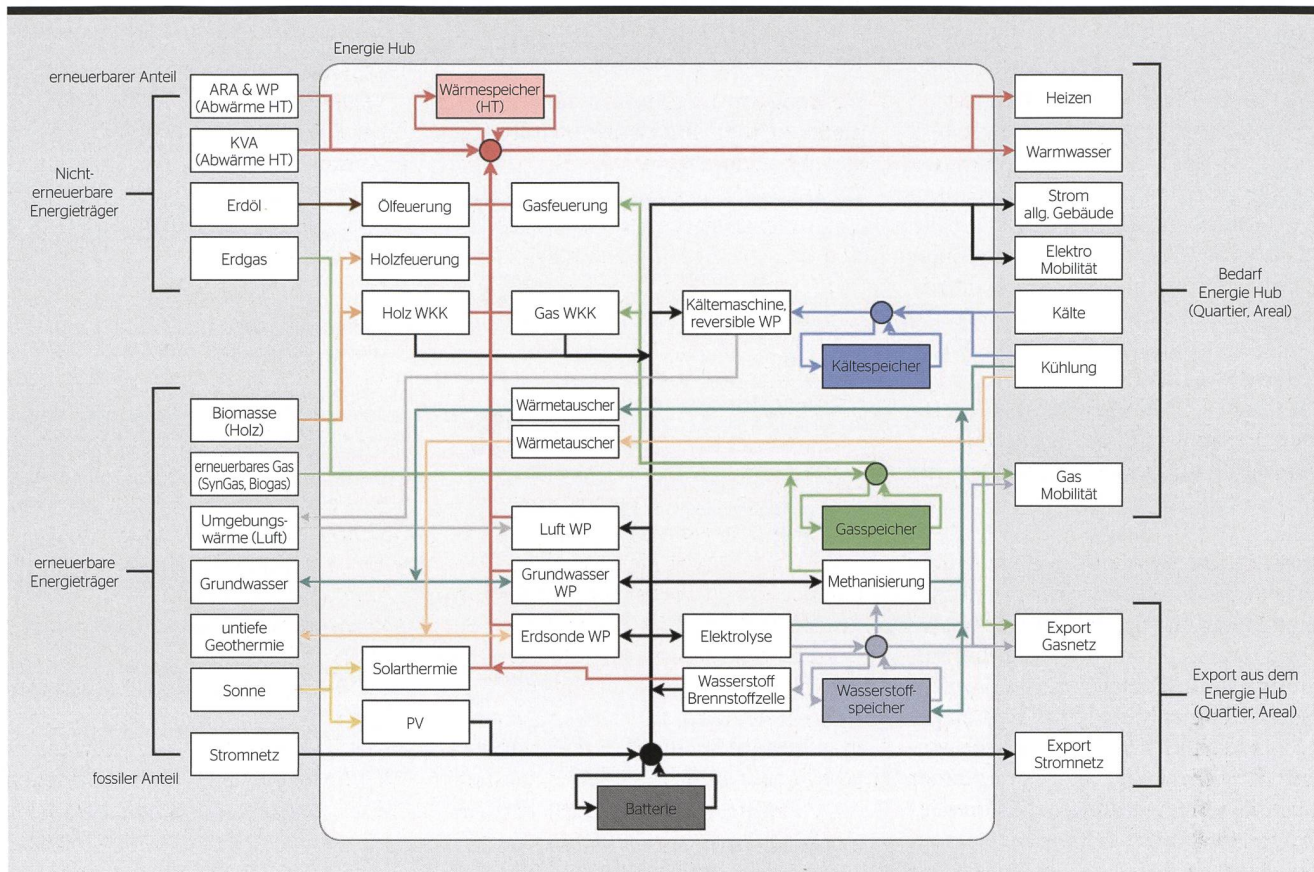 Energie Hub
erneuerbarer Anteil
ARA & WP
(Abwärme HT)
KVA
(Abwärme HT)
Nicht-
erneuerbare
Energieträger
Erdöl
Erdgas
Wärmespeicher
(HT)
Ölfeuerung
Gasfeuerung
Holzfeuerung
Holz WKK
Gas WKK
Kältemaschine,
reversible WP
Kältespeicher
Heizen
Warmwasser
Strom
allg. Gebäude
Elektro
Mobilität
Kälte
Kühlung
Bedarf
Energie Hub
(Quartier, Areal)
Biomasse
(Holz)
erneuerbares Gas
(SynGas, Biogas)
Umgebungs-
wärme (Luft)
erneuerbare
Energieträger
Grundwasser
untiefe
Geothermie
Sonne
Stromnetz
fossiler Anteil
Wärmetauscher
Wärmetauscher
Luft WP
Grundwasser
WP
Erdsonde WP
Solarthermie
PV
Gasspeicher
Methanisierung
Elektrolyse
Wasserstoff
Brennstoffzelle
Wasserstoff-
speicher
Batterie
Gas
Mobilität
Export
Gasnetz
Export aus dem
Energie Hub
(Quartier, Areal)
Export
Stromnetz